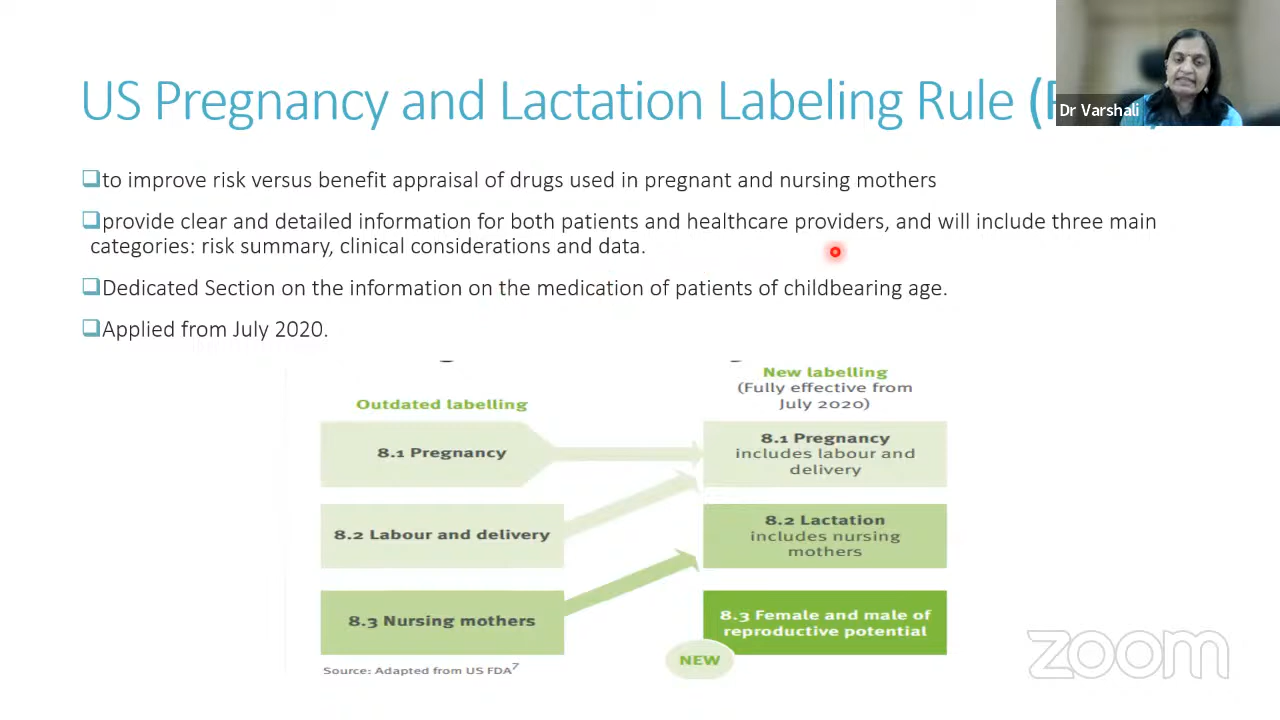 US Pregnancy and Lactation Labeling Rule
Dr Varshali
to improve risk versus benefit appraisal of drugs used in pregnant and nursing mothers
provide clear and detailed information for both patients and healthcare providers, and will include three main
categories: risk summary, clinical considerations and data.
Dedicated Section on the information on the medication of patients of childbearing age.
Applied from July 2020.
Outdated labelling
8.1 Pregnancy
8.2 Labour and delivery
8.3 Nursing mothers
Source: Adapted from US FDA7
New labelling
(Fully effective from
July 2020)
8.1 Pregnancy
includes labour and
delivery
8.2 Lactation
includes nursing
mothers
8.3 Female and male of
reproductive potential
NEW
zoom